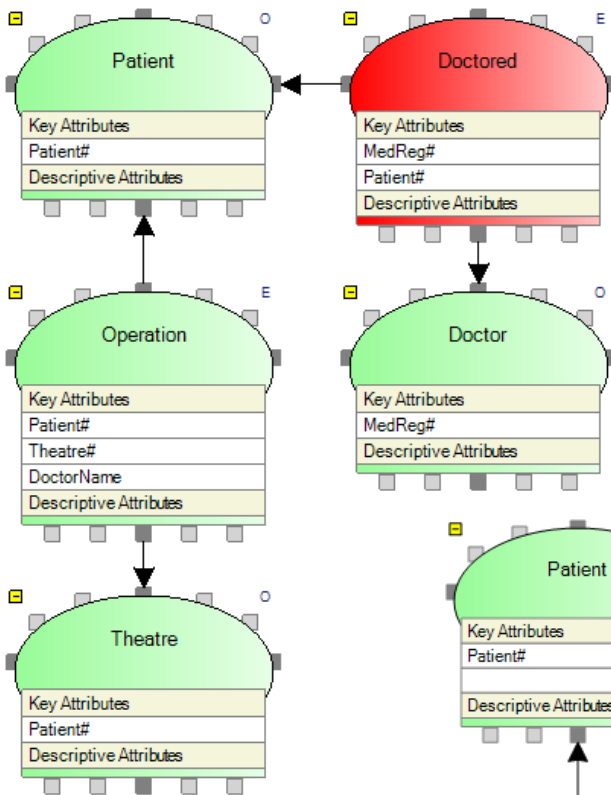 O
Patient
Key Attributes
Patient#
Descriptive Attributes
E
Doctored
Key Attributes
MedReg#
Patient#
Descriptive Attributes
E
Operation
Key Attributes
Patient#
Theatre#
DoctorName
Descriptive Attributes
O
Doctor
Key Attributes
MedReg#
Descriptive Attributes
O
Theatre
Key Attributes
Patient#
Descriptive Attributes
Patient
Key Attributes
Patient#
Descriptive Attributes